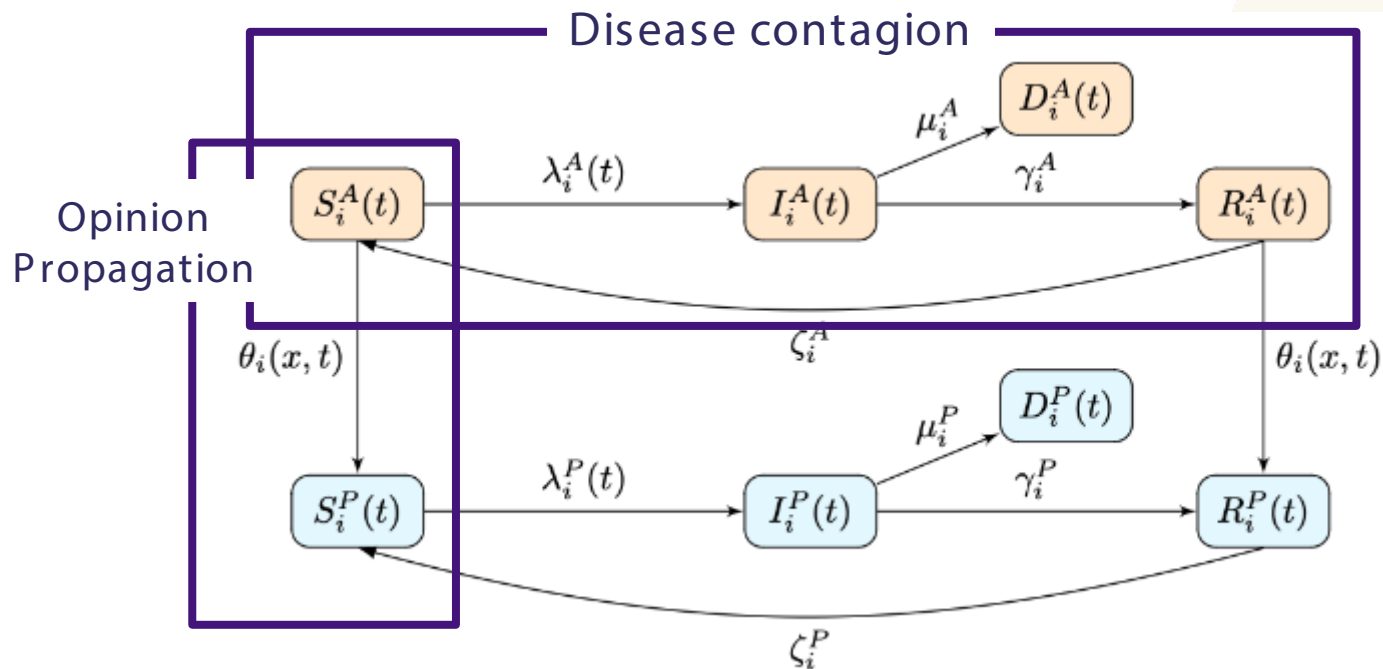 Disease contagion
D_i^A(t)
μ_i^A
λ_i^A(t)
γ_i^A
S_i^A(t)
I_i^A(t)
R_i^A(t)
Opinion
Propagation
ζ_i^A
θ_i(x, t)
θ_i(x, t)
D_i^P(t)
μ_i^P
λ_i^P(t)
γ_i^P
S_i^P(t)
I_i^P(t)
R_i^P(t)
ζ_i^P